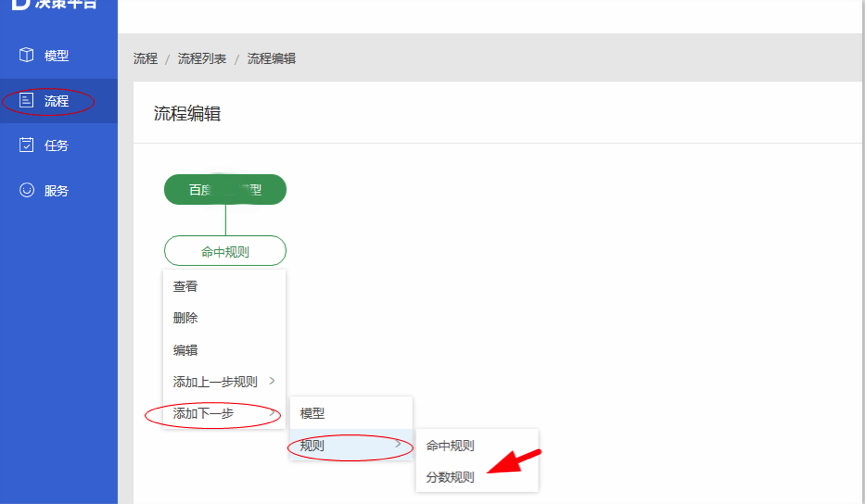 决策平台
模型
流程
任务
服务
流程 / 流程列表 / 流程编辑
流程编辑
百度 型
命中规则
查看
删除
编辑
添加上一步规则 >
添加下一步 >
模型
规则 >
命中规则
分数规则